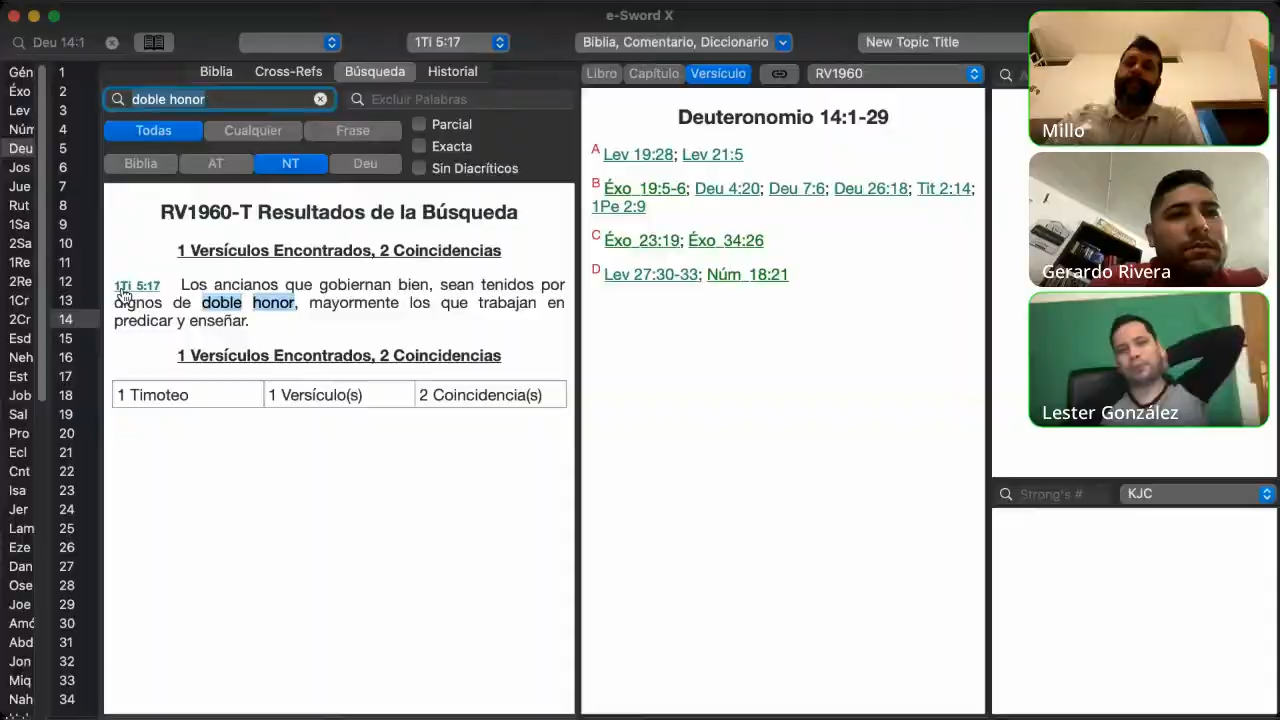 e-Sword X
Deu 14:1
1Ti 5:17
Biblia, Comentario, Diccionario
New Topic Title
Biblia
Cross-Refs
Búsqueda
Historial
Libro
Capítulo
Versículo
RV1960
doble honor
Excluir Palabras
Todas
Cualquier
Frase
Parcial
Exacta
Sin Diacríticos
Biblia
AT
NT
Deu
Gén 1
Éxo 2
Lev 3
Núm 4
Deu 5
Jos 6
Jue 7
Rut 8
1Sa 9
2Sa 10
1Re 11
2Re 12
1Cr 13
2Cr 14
Esd 15
Neh 16
Est 17
Job 18
Sal 19
Pro 20
Ecl 21
Cnt 22
Isa 23
Jer 24
Lam 25
Eze 26
Dan 27
Ose 28
Joe 29
Amó 30
Abd 31
Jon 32
Miq 33
Nah 34
RV1960-T Resultados de la Búsqueda
1 Versículos Encontrados, 2 Coincidencias
1Ti 5:17 Los ancianos que gobiernan bien, sean tenidos por
dignos de doble honor, mayormente los que trabajan en
predicar y enseñar.
1 Versículos Encontrados, 2 Coincidencias
1 Timoteo 1 Versículo(s) 2 Coincidencia(s)
Deuteronomio 14:1-29
A Lev 19:28; Lev 21:5
B Éxo 19:5-6; Deu 4:20; Deu 7:6; Deu 26:18; Tit 2:14;
1Pe 2:9
C Éxo 23:19; Éxo 34:26
D Lev 27:30-33; Núm 18:21
Millo
Gerardo Rivera
Lester González
Strong's #
KJC